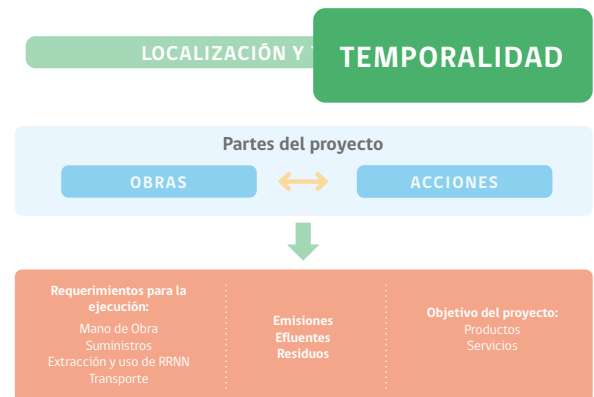 LOCALIZACIÓN Y
TEMPORALIDAD
Partes del proyecto
OBRAS
ACCIONES
Requerimientos para la
ejecución:
Mano de Obra
Suministros
Extracción y uso de RRNN
Transporte
Emisiones
Efluentes
Residuos
Objetivo del proyecto:
Productos
Servicios